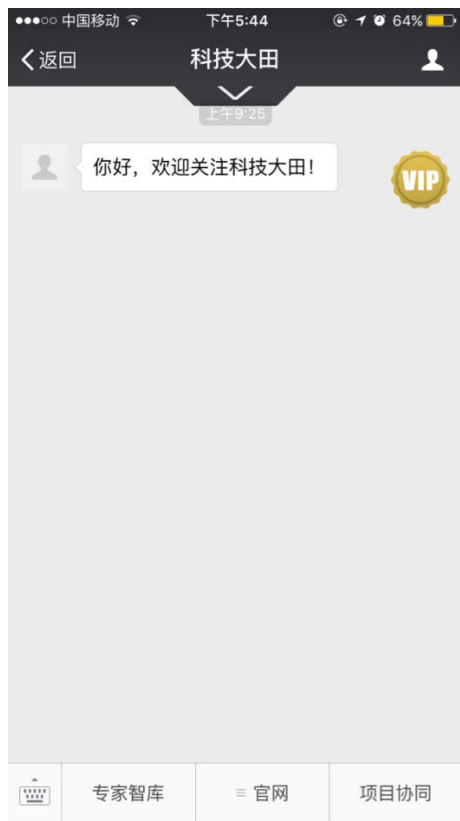 中国移动 下午5:44 64%
返回 科技大田
上午9:25
你好，欢迎关注科技大田！
VIP
专家智库 官网 项目协同